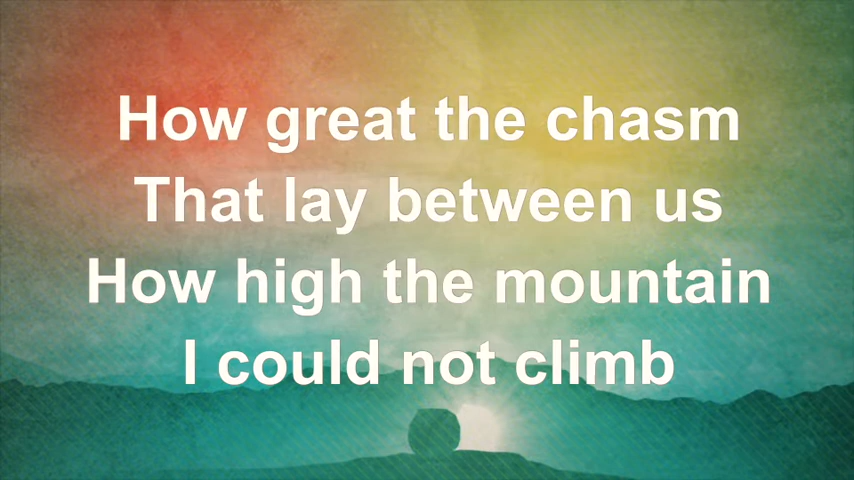 How great the chasm
That lay between us
How high the mountain
I could not climb